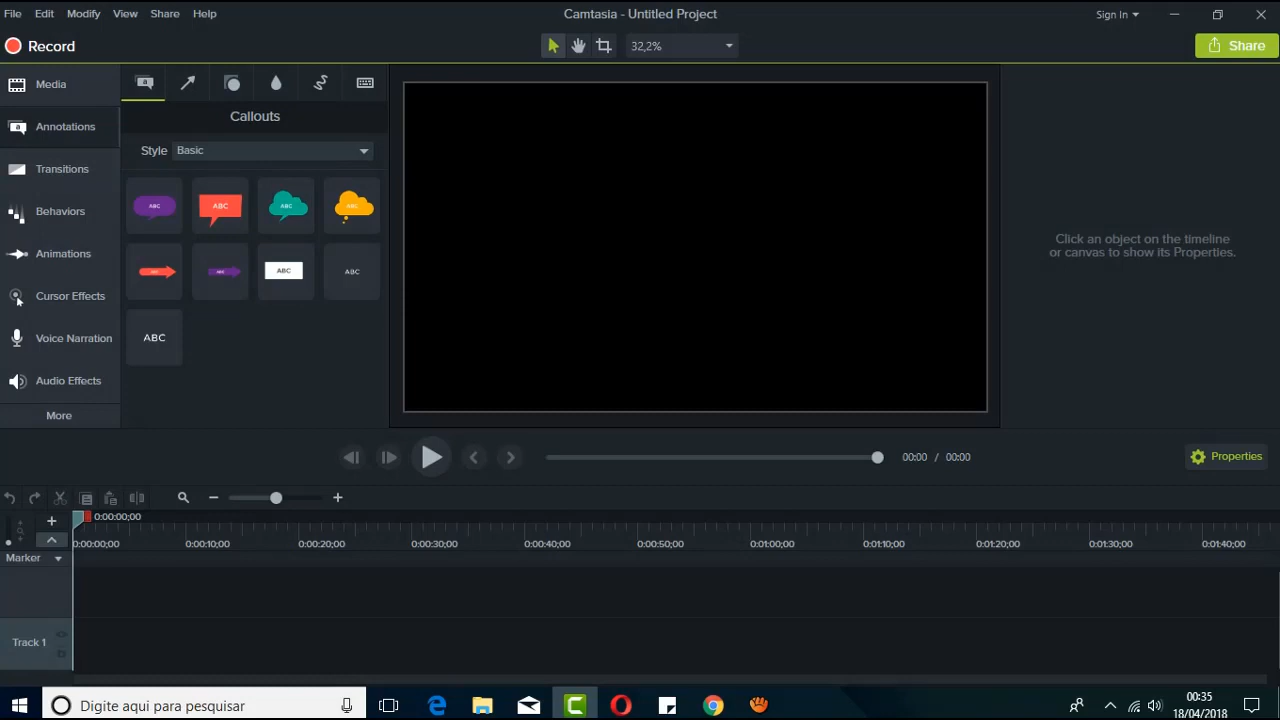 File Edit Modify View Share Help
Camtasia - Untitled Project
Sign In
Record
32,2%
Share
Media
Annotations
Transitions
Behaviors
Animations
Cursor Effects
Voice Narration
Audio Effects
More
Callouts
Style Basic
ABC ABC ABC ABC
ABC ABC ABC ABC
ABC
Click an object on the timeline
or canvas to show its Properties.
00:00 / 00:00
Properties
0:00:00;00
0:00:00;00 0:00:10;00 0:00:20;00 0:00:30;00 0:00:40;00 0:00:50;00 0:01:00;00 0:01:10;00 0:01:20;00 0:01:30;00 0:01:40;00
Marker
Track 1
Digite aqui para pesquisar
00:35
18/04/2018